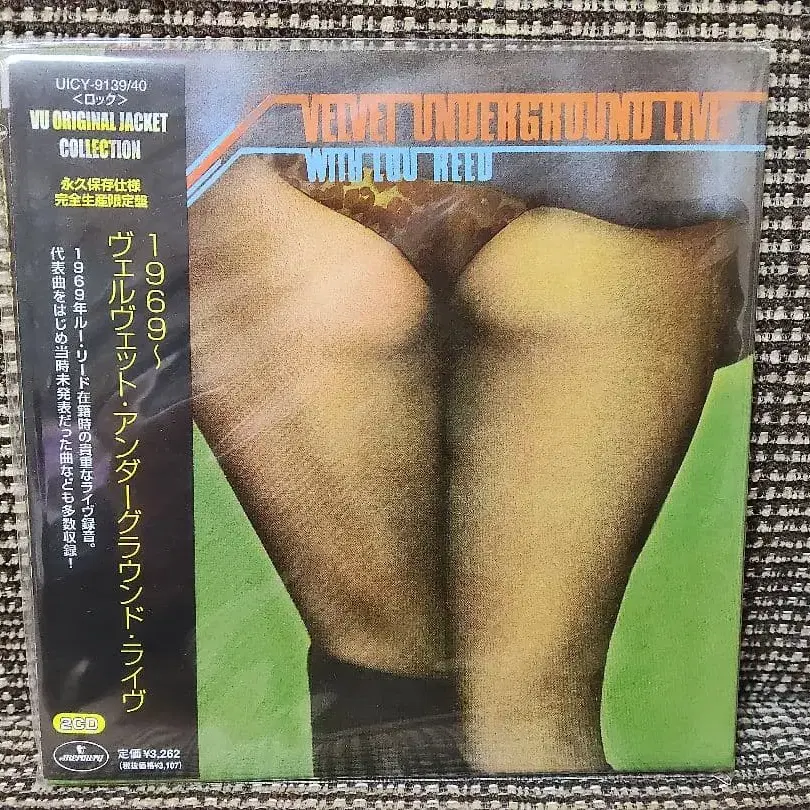 UICY-9139/40
<ロック>
VU ORIGINAL JACKET
COLLECTION
永久保存仕様
完全生産限定盤
1969~
ヴェルヴェット・アンダーグラウンド・ライヴ
1969年ルー・リード在籍時の貴重なライヴ録音。
代表曲をはじめ当時未発表だった曲なども多数収録!
2CD
mercury
定価¥3,262
(税抜価格¥3,107)
VELVET UNDERGROUND LIVE
WITH LOU REED